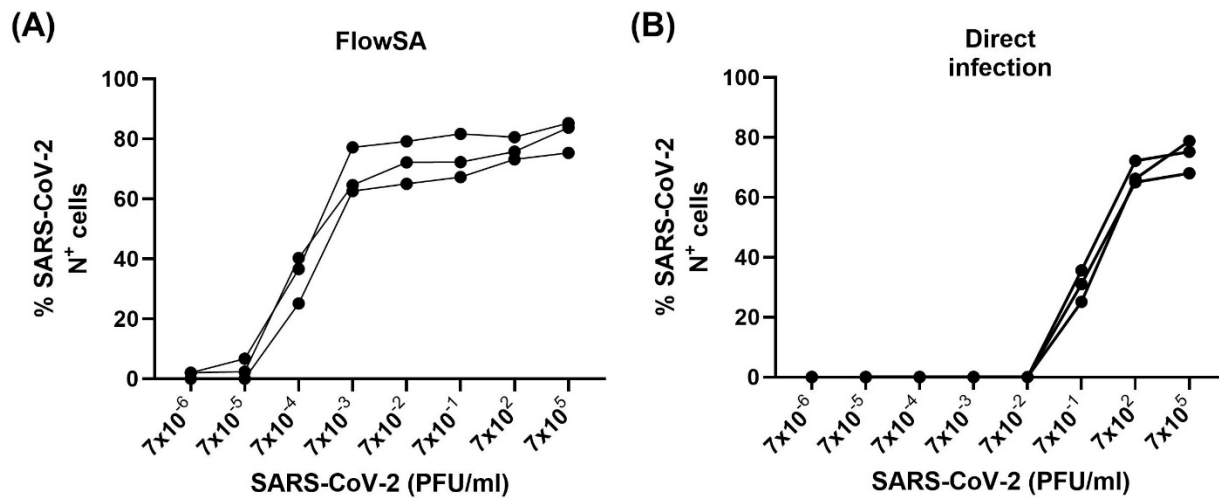 (A)
FlowSA
% SARS-CoV-2
N⁺ cells
100
80
60
40
20
0
7x10⁻⁶
7x10⁻⁵
7x10⁻⁴
7x10⁻³
7x10⁻²
7x10⁻¹
7x10²
7x10⁵
SARS-CoV-2 (PFU/ml)
(B)
Direct
infection
% SARS-CoV-2
N⁺ cells
100
80
60
40
20
0
7x10⁻⁶
7x10⁻⁵
7x10⁻⁴
7x10⁻³
7x10⁻²
7x10⁻¹
7x10²
7x10⁵
SARS-CoV-2 (PFU/ml)